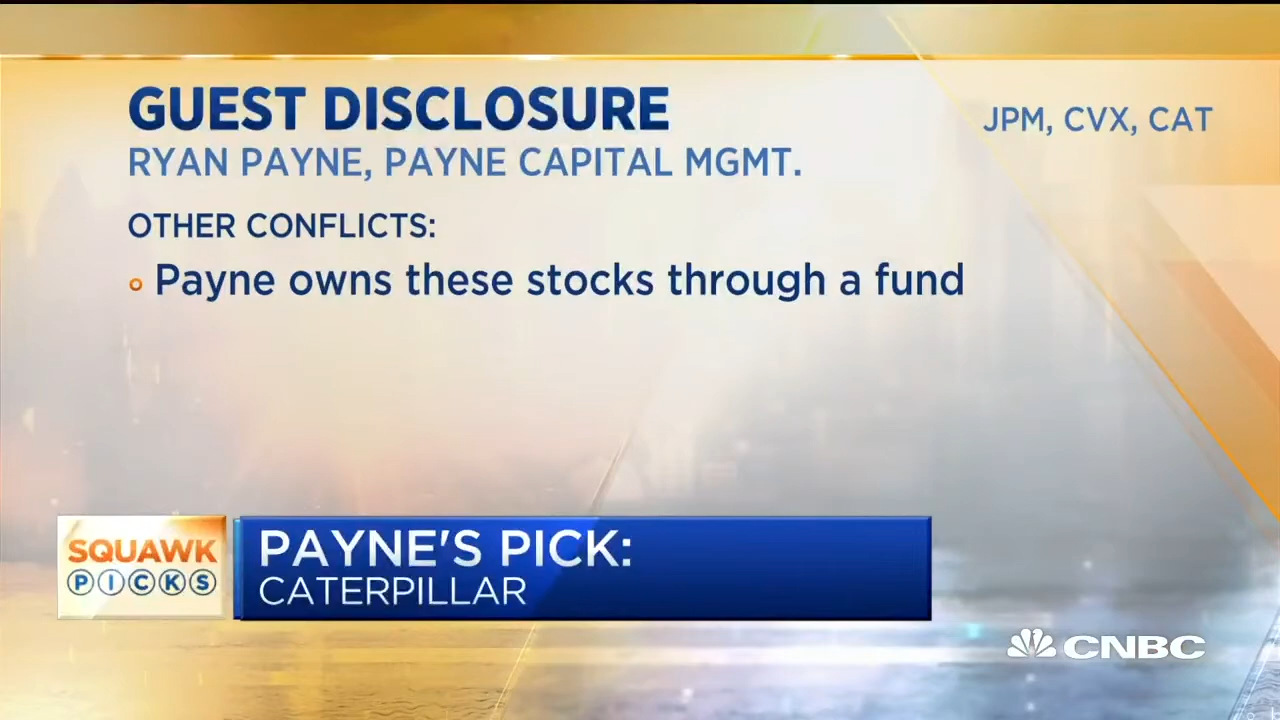 GUEST DISCLOSURE
JPM, CVX, CAT
RYAN PAYNE, PAYNE CAPITAL MGMT.
OTHER CONFLICTS:
Payne owns these stocks through a fund
SQUAWK
PICKS
PAYNE'S PICK:
CATERPILLAR
CNBC